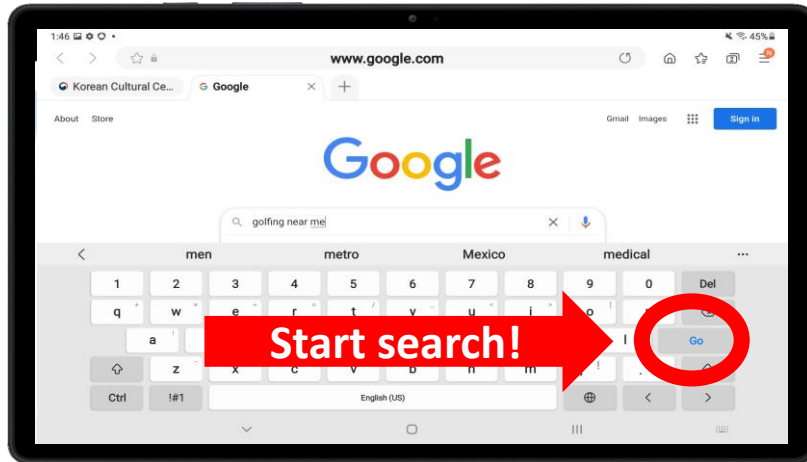 1:46 45%
www.google.com
Korean Cultural Ce... G Google
About Store Gmail Images Sign in
Google
golfing near me
men metro Mexico medical ...
1 2 3 4 5 6 7 8 9 0 Del
q w e r t y u i o
a l Go
Start search!
z x c v b n m ! .
Ctrl !#1 English (US) < >